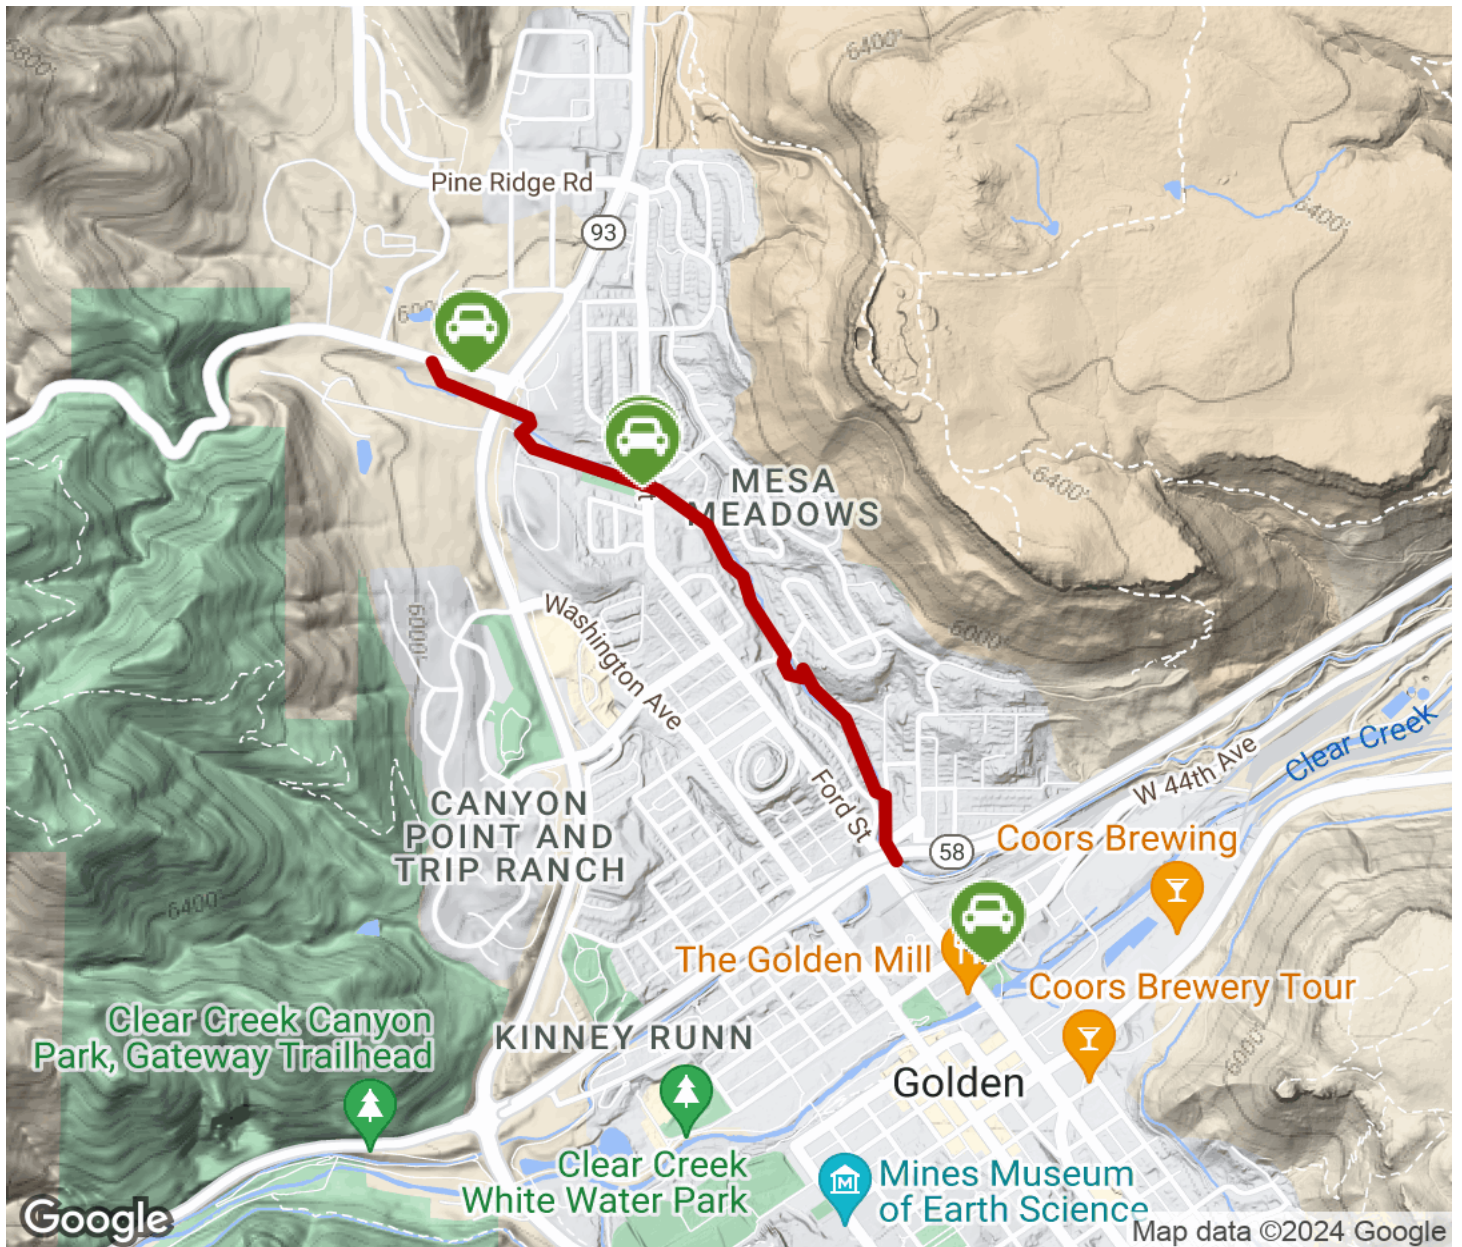 6400'
6800'
Pine Ridge Rd
93
6400'
600
MESA
MEADOWS
6400'
Washington Ave
6000'
6000'
Clear Creek
W 44th Ave
Ford St
CANYON
POINT AND
TRIP RANCH
58
Coors Brewing
6400'
The Golden Mill
Coors Brewery Tour
Clear Creek Canyon
Park, Gateway Trailhead
KINNEY RUNN
6000'
Golden
Clear Creek
White Water Park
Mines Museum
of Earth Science
Google
Map data ©2024 Google